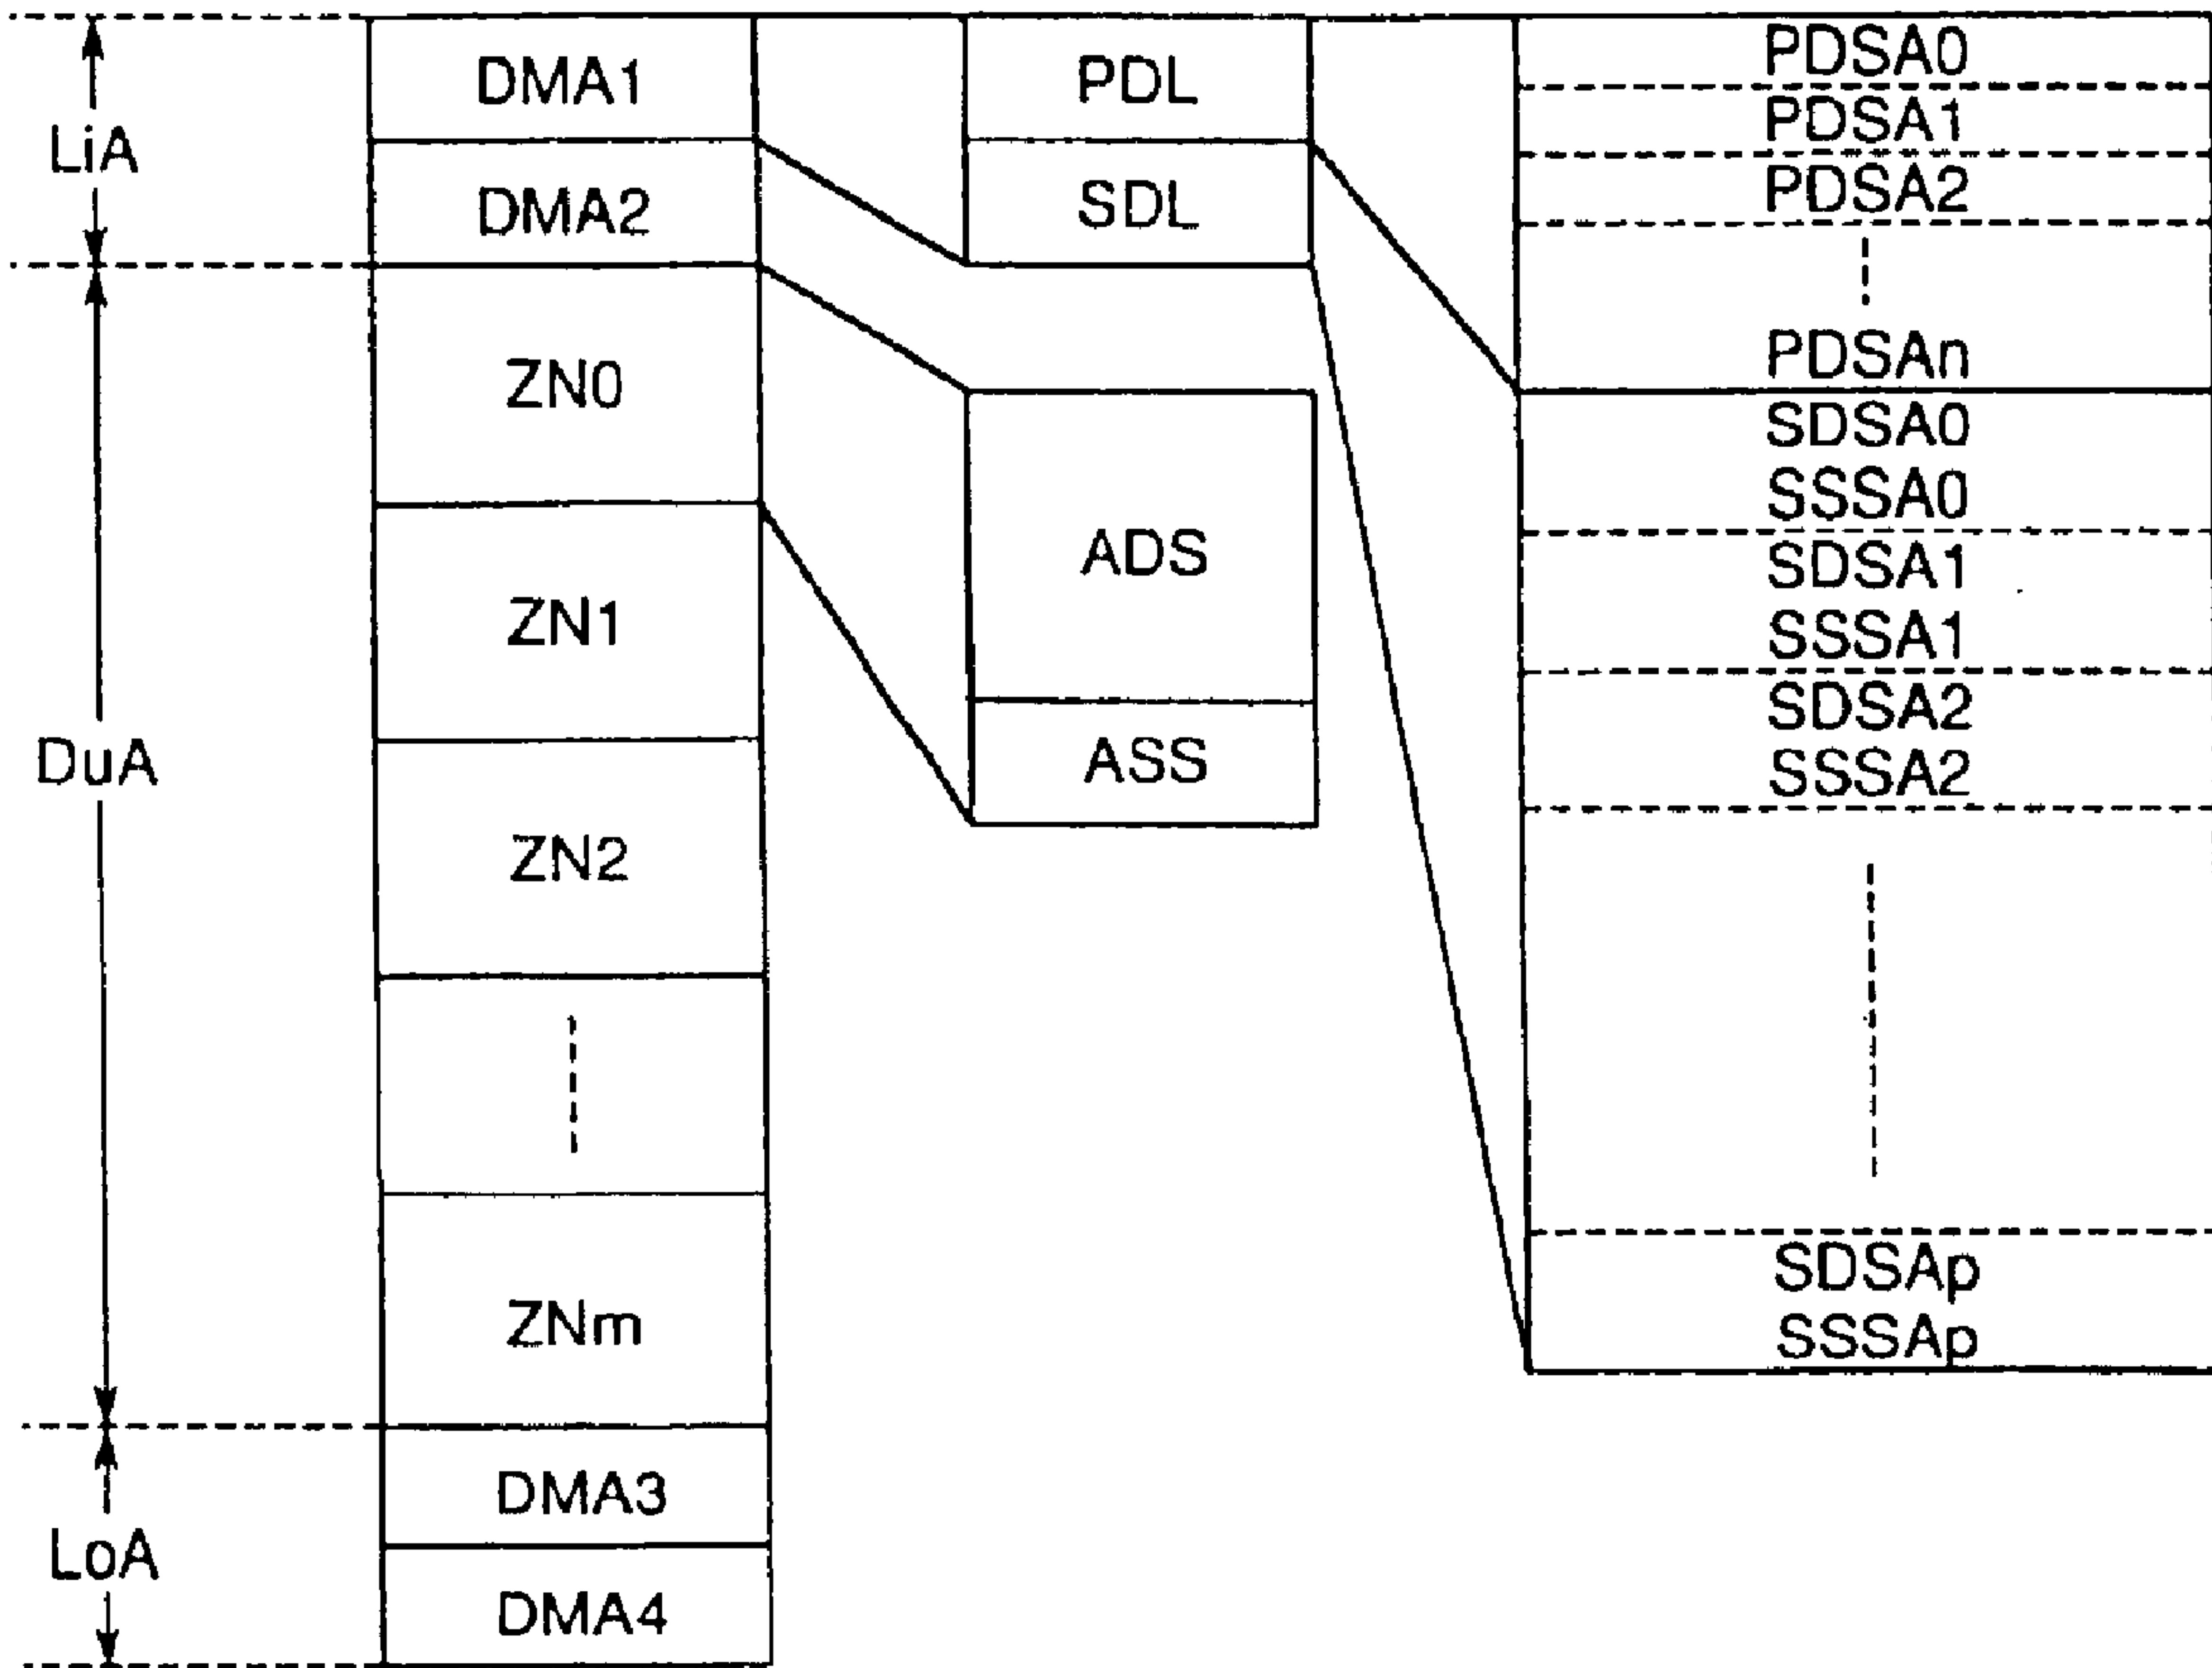 LiA
DuA
LoA
DMA1
DMA2
ZN0
ZN1
ZN2
ZNm
DMA3
DMA4
PDL
SDL
ADS
ASS
PDSA0
PDSA1
PDSA2
PDSAn
SDSA0
SSSA0
SDSA1
SSSA1
SDSA2
SSSA2
SDSAp
SSSAp